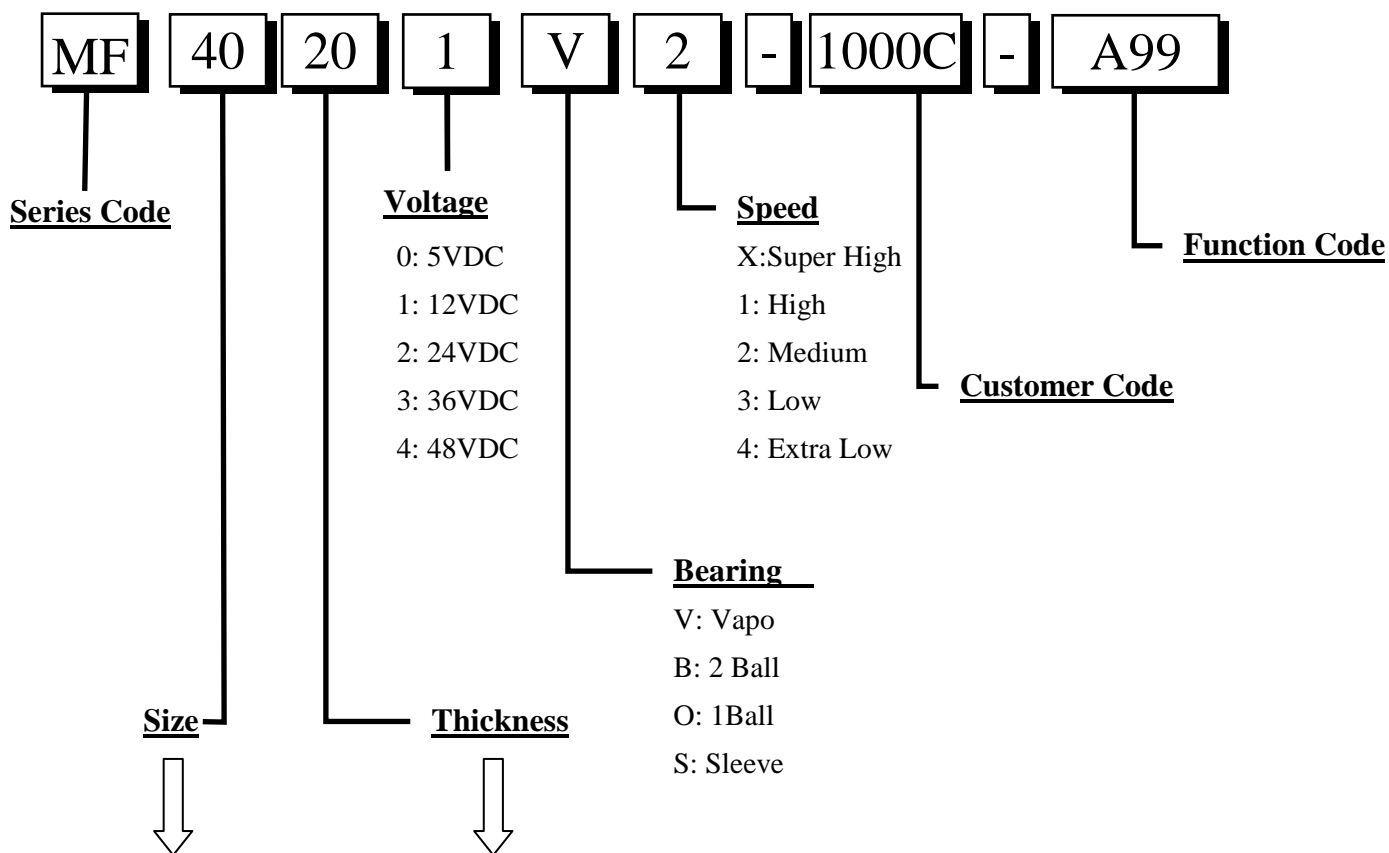 MF 40 20 1 V 2 - 1000C - A99
Series Code
Voltage
0: 5VDC
1: 12VDC
2: 24VDC
3: 36VDC
4: 48VDC
Speed
X:Super High
1: High
2: Medium
3: Low
4: Extra Low
Function Code
Customer Code
Bearing
V: Vapo
B: 2 Ball
O: 1Ball
S: Sleeve
Size
Thickness